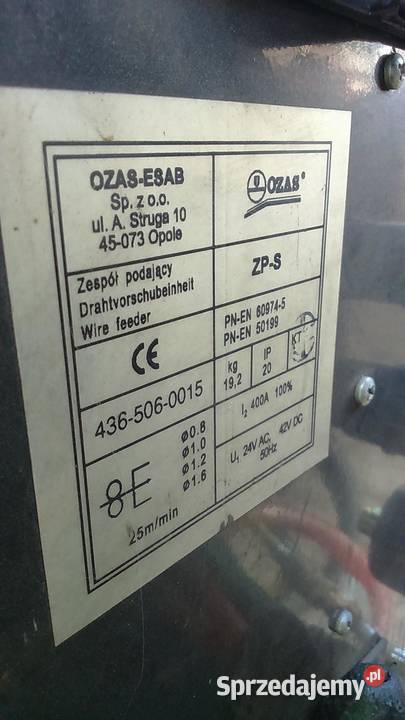 OZAS-ESAB
Sp. z o.o.
ul. A. Struga 10
45-073 Opole
OZAS®
Zespół podający
Drahtvorschubeinheit
Wire feeder
ZP-S
PN-EN 60974-5
PN-EN 50199
CE
kg
19,2
IP
20
KT
436-506-0015
I2 400A 100%
ø0.8
ø1.0
ø1.2
ø1.6
25m/min
U1 24V AC, 42V DC
50Hz
Sprzedajemy.pl